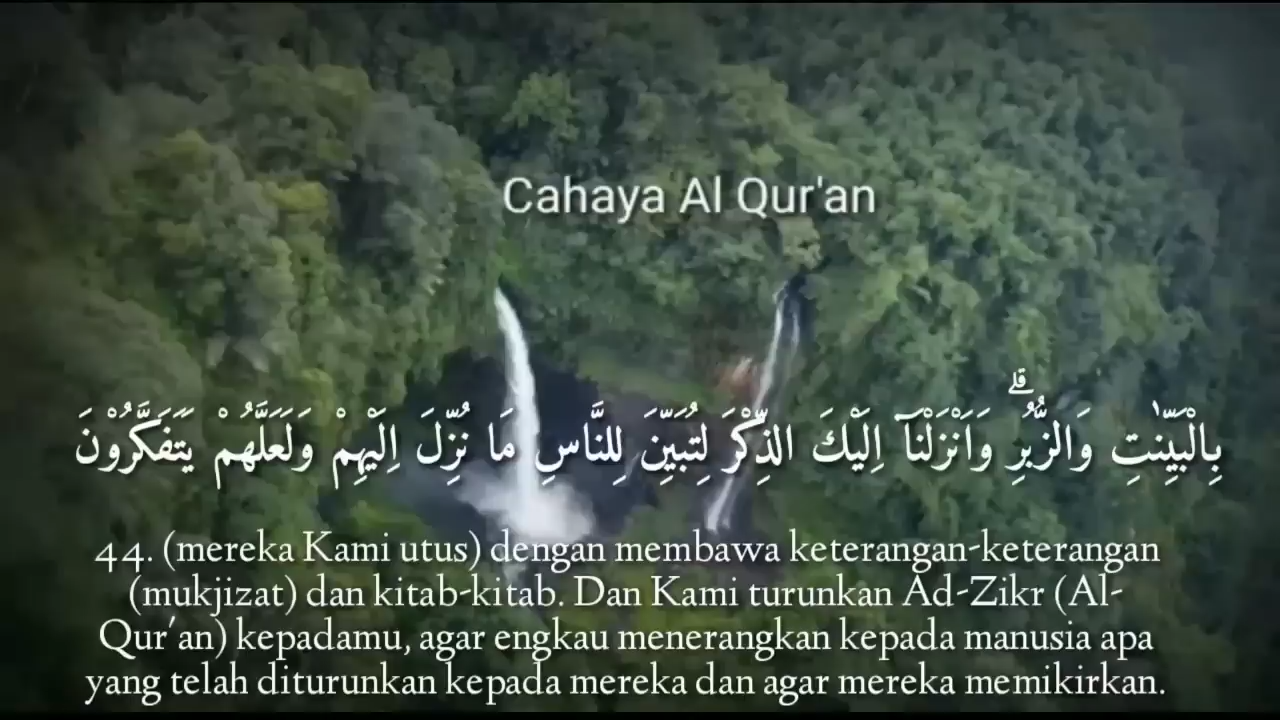 Cahaya Al Qur'an
بِالْبَيِّنٰتِ وَالزُّبُرِۗ وَاَنْزَلْنَآ اِلَيْكَ الذِّكْرَ لِتُبَيِّنَ لِلنَّاسِ مَا نُزِّلَ اِلَيْهِمْ وَلَعَلَّهُمْ يَتَفَكَّرُوْنَ
44. (mereka Kami utus) dengan membawa keterangan-keterangan
(mukjizat) dan kitab-kitab. Dan Kami turunkan Ad-Zikr (Al-
Qur'an) kepadamu, agar engkau menerangkan kepada manusia apa
yang telah diturunkan kepada mereka dan agar mereka memikirkan.